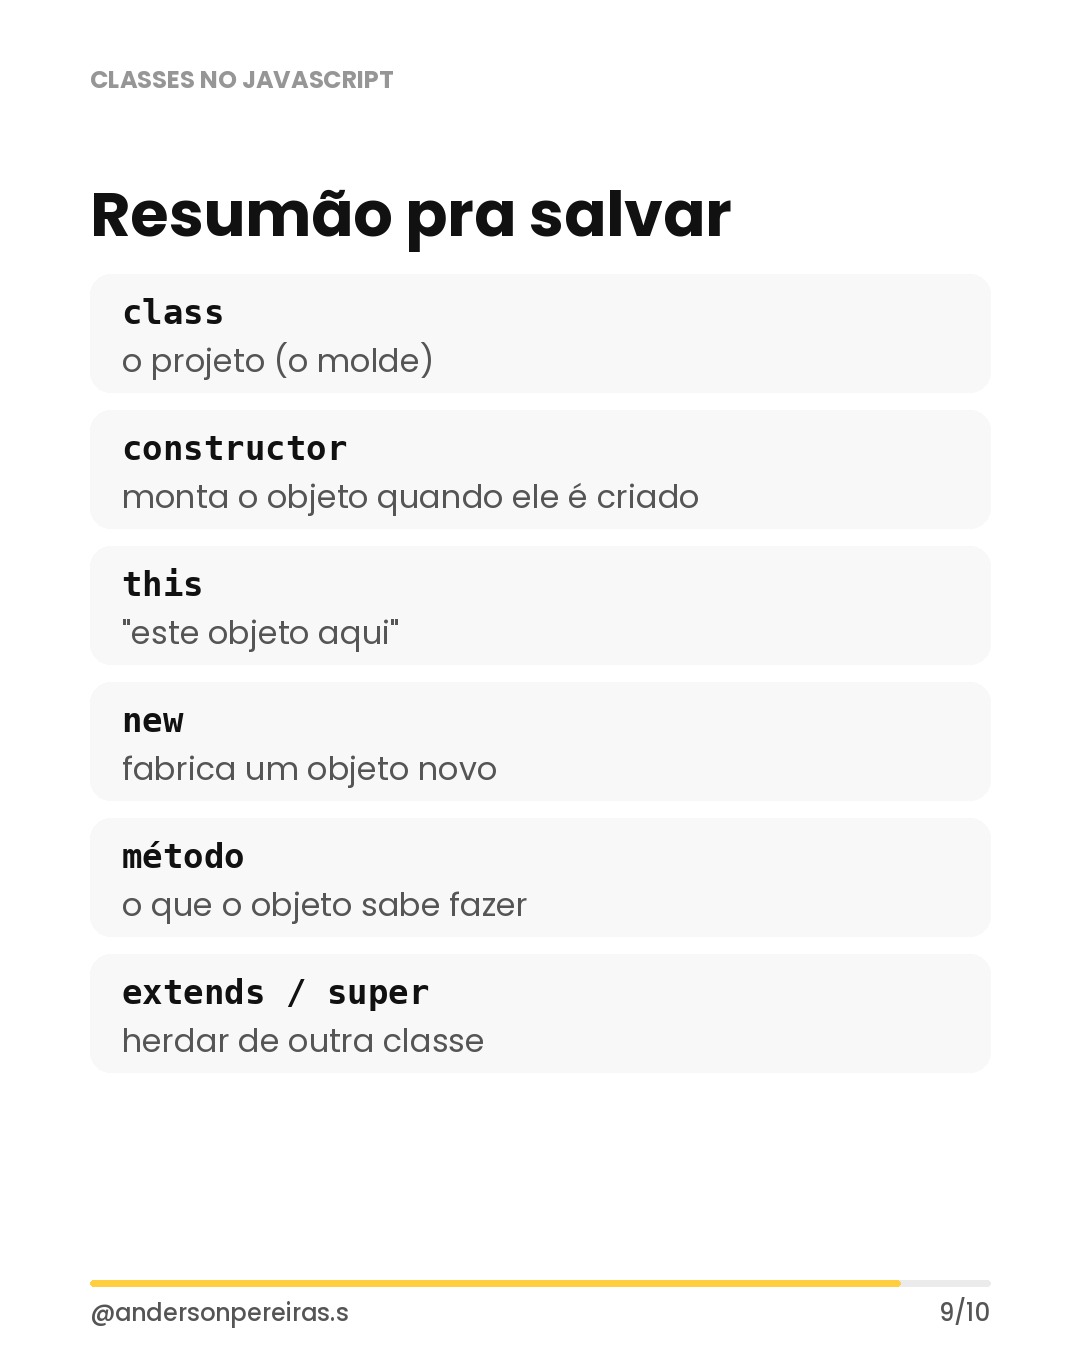 CLASSES NO JAVASCRIPT
Resumão pra salvar
class
o projeto (o molde)
constructor
monta o objeto quando ele é criado
this
"este objeto aqui"
new
fabrica um objeto novo
método
o que o objeto sabe fazer
extends / super
herdar de outra classe
@andersonpereiras.s
9/10